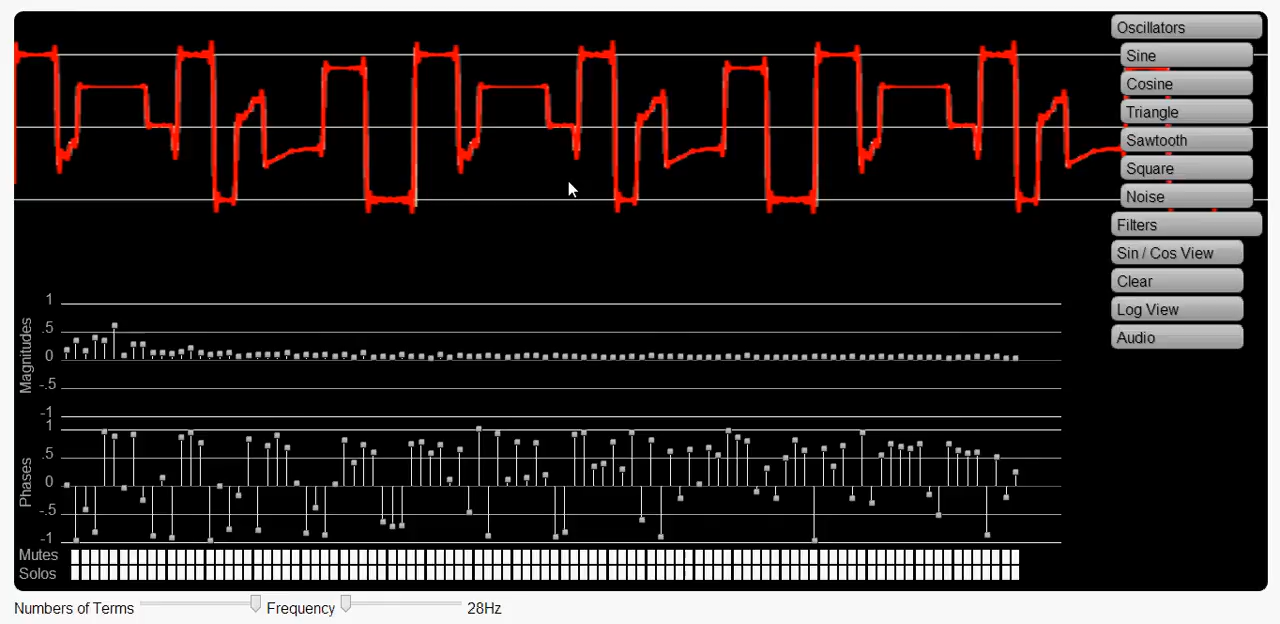 Oscillators
Sine
Cosine
Triangle
Sawtooth
Square
Noise
Filters
Sin / Cos View
Clear
Log View
Audio
Magnitudes
1
.5
0
-.5
-1
Phases
1
.5
0
-.5
-1
Mutes
Solos
Numbers of Terms Frequency 28Hz